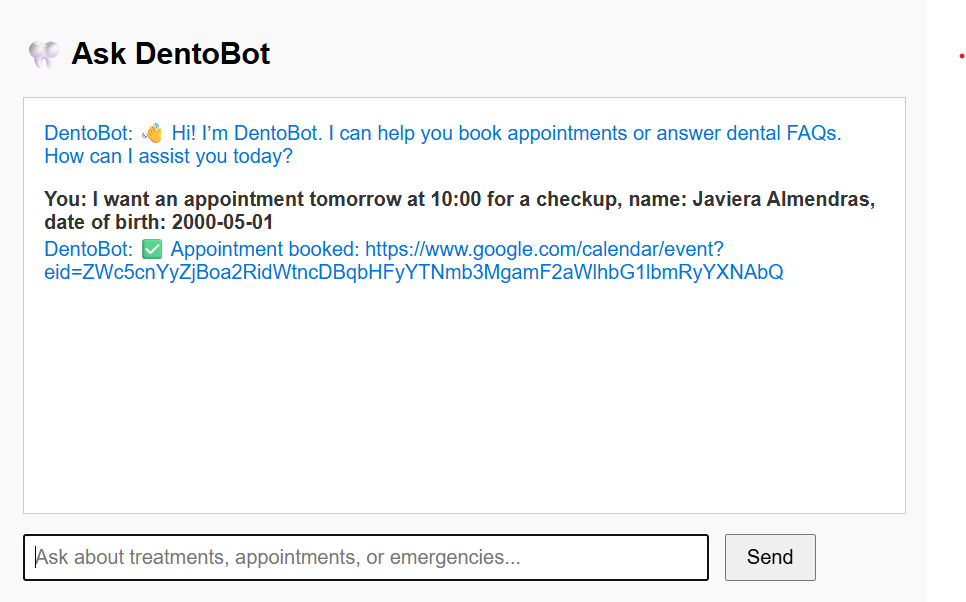 🦷 Ask DentoBot
DentoBot: 👋 Hi! I’m DentoBot. I can help you book appointments or answer dental FAQs.
How can I assist you today?
You: I want an appointment tomorrow at 10:00 for a checkup, name: Javiera Almendras,
date of birth: 2000-05-01
DentoBot: ✅ Appointment booked: https://www.google.com/calendar/event?
eid=ZWc5cnYyZjBoa2RidWtncDBqbHFyYTNmb3MgamF2aWlhbG1lbmRyYXNAbQ
Ask about treatments, appointments, or emergencies...
Send